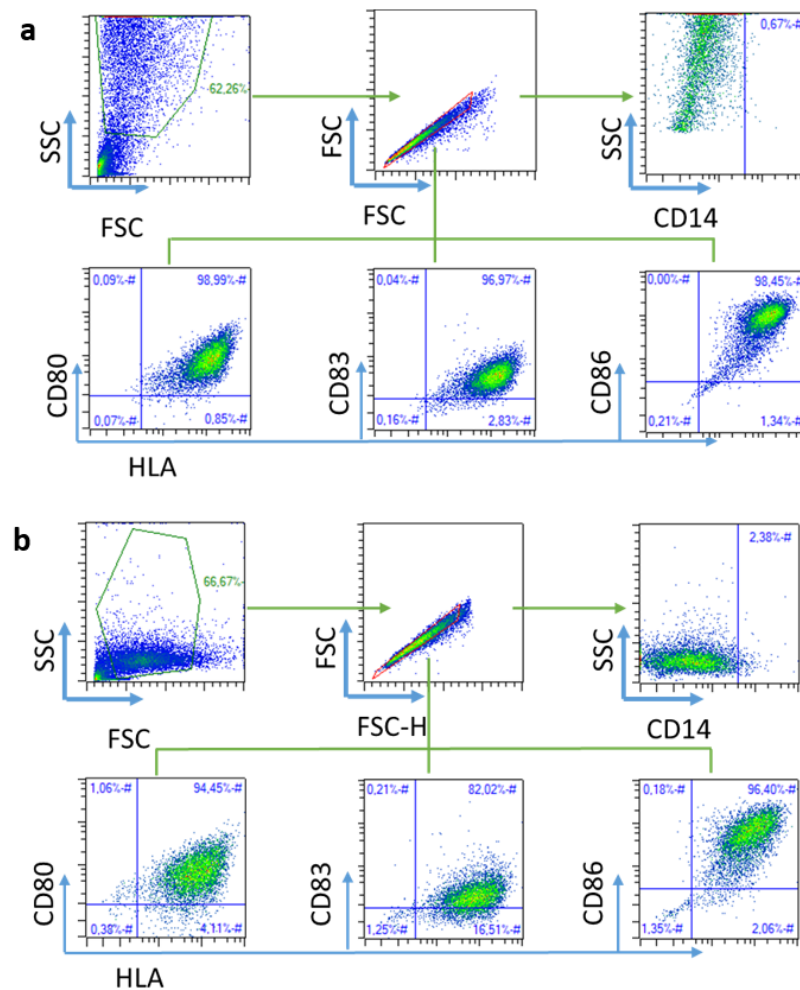 a
62,26%-
0,67%-#
SSC
FSC
SSC
FSC
FSC
CD14
0,09%-#
98,99%-#
0,04%-#
96,97%-#
0,00%-#
98,45%-#
CD80
CD83
CD86
0,07%-#
0,85%-#
0,16%-#
2,83%-#
0,21%-#
1,34%-#
HLA
b
66,67%-
2,38%-#
SSC
FSC
SSC
FSC
FSC-H
CD14
1,06%-#
94,45%-#
0,21%-#
82,02%-#
0,18%-#
96,40%-#
CD80
CD83
CD86
0,38%-#
4,11%-#
1,25%-#
16,51%-#
1,35%-#
2,06%-#
HLA